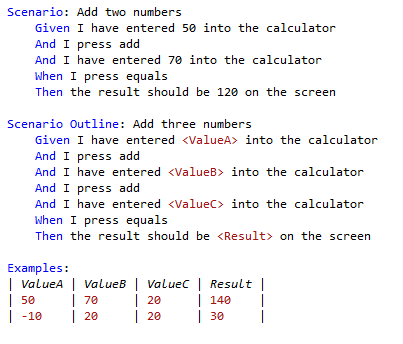 Scenario: Add two numbers
Given I have entered 50 into the calculator
And I press add
And I have entered 70 into the calculator
When I press equals
Then the result should be 120 on the screen
Scenario Outline: Add three numbers
Given I have entered <ValueA> into the calculator
And I press add
And I have entered <ValueB> into the calculator
And I press add
And I have entered <ValueC> into the calculator
When I press equals
Then the result should be <Result> on the screen
Examples:
| ValueA | ValueB | ValueC | Result |
| 50 | 70 | 20 | 140 |
| -10 | 20 | 20 | 30 |